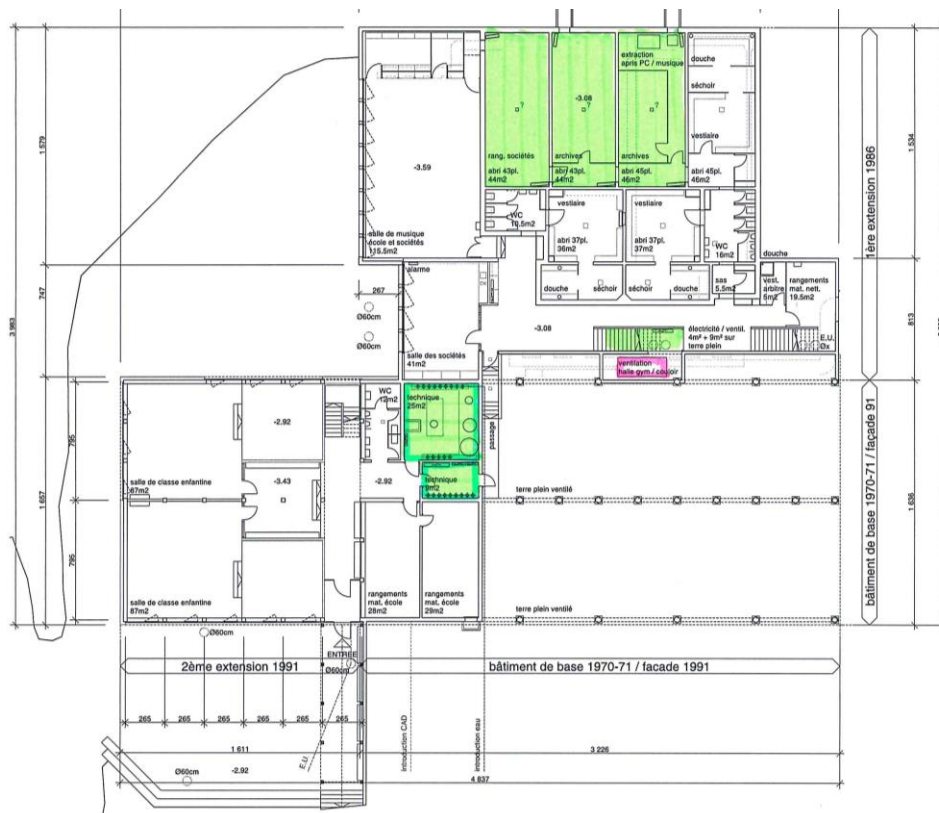 extraction
apris PC / musique
douche
séchoir
vestiaire
?
?
?
-3.08
-3.59
rang. sociétés
abri 43pl.
44m2
archives
abri 43pl.
44m2
archives
abri 45pl.
46m2
abri 45pl.
46m2
1 579
1 534
1ère extension 1986
WC
10.5m2
vestiaire
abri 37pl.
36m2
vestiaire
abri 37pl.
37m2
WC
16m2
salle de musique
école et sociétés
115.5m2
alarme
douche
séchoir
séchoir
douche
sas
5.5m2
douche
vest.
arbitre
5m2
rangements
mat. nett.
19.5m2
267
Ø60cm
Ø60cm
747
813
3 983
-3.08
salle des sociétés
41m2
électricité / ventil.
4m² + 9m² sur
terre plein
E.U.
Øx
ventilation
halle gym / couloir
WC
12m2
technique
25m2
passage
-2.92
-3.43
-2.92
technique
9m2
salle de classe enfantine
67m2
terre plein ventilé
795
795
1 657
1 636
bâtiment de base 1970-71 / façade 91
salle de classe enfantine
87m2
rangements
mat. école
28m2
rangements
mat. école
29m2
terre plein ventilé
Ø60cm
ENTREE
Ø60cm
2ème extension 1991
bâtiment de base 1970-71 / facade 1991
265
265
265
265
265
265
E.U.
introduction CAD
introduction eau
1 611
3 226
Ø60cm
-2.92
4 837